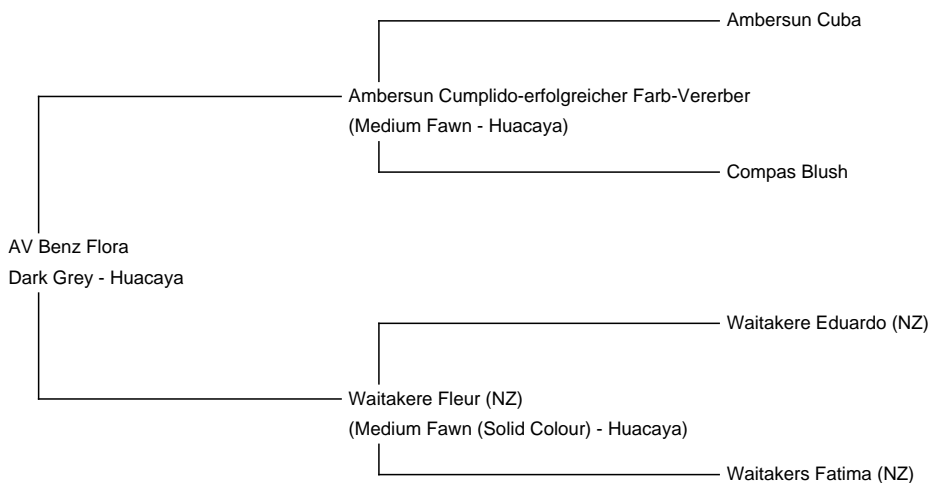 Ambersun Cuba
Ambersun Cumplido-erfolgreicher Farb-Vererber
(Medium Fawn - Huacaya)
Compas Blush
AV Benz Flora
Dark Grey - Huacaya
Waitakere Eduardo (NZ)
Waitakere Fleur (NZ)
(Medium Fawn (Solid Colour) - Huacaya)
Waitakers Fatima (NZ)